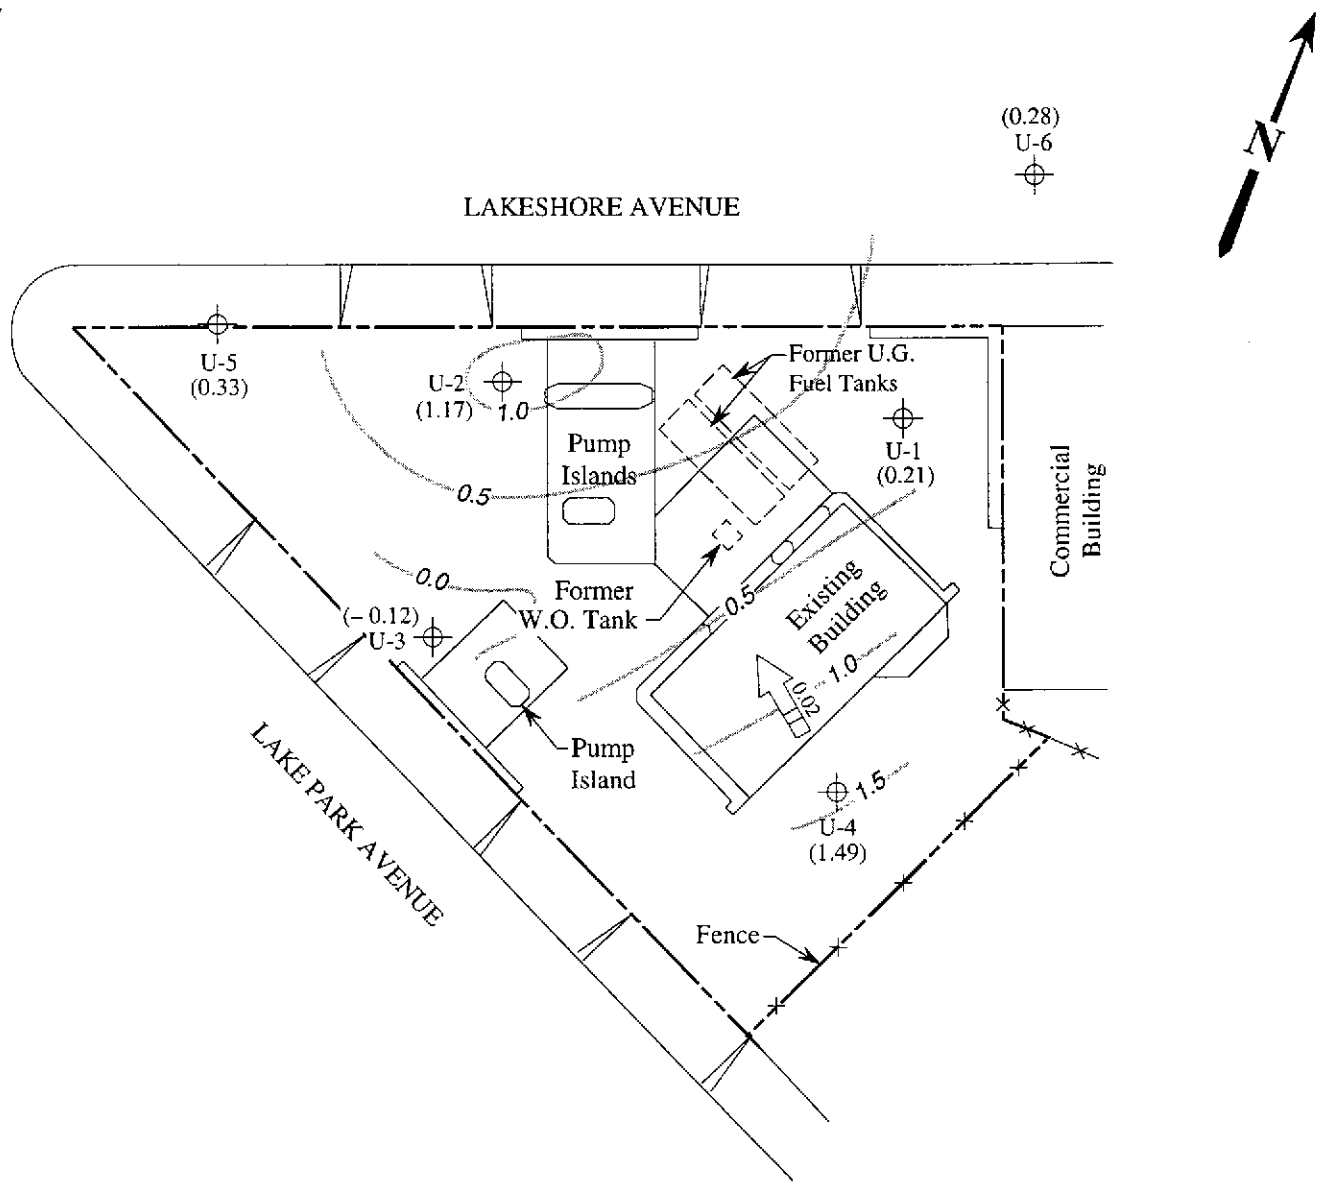 (0.28)
U-6
N
LAKESHORE AVENUE
U-5
(0.33)
U-2
(1.17)
1.0
Former U.G.
Fuel Tanks
Pump
Islands
U-1
(0.21)
0.5
Commercial
Building
0.0
Former
W.O. Tank
0.5
Existing
Building
(– 0.12)
U-3
1.0
0.02
Pump
Island
LAKE PARK AVENUE
1.5
U-4
(1.49)
Fence